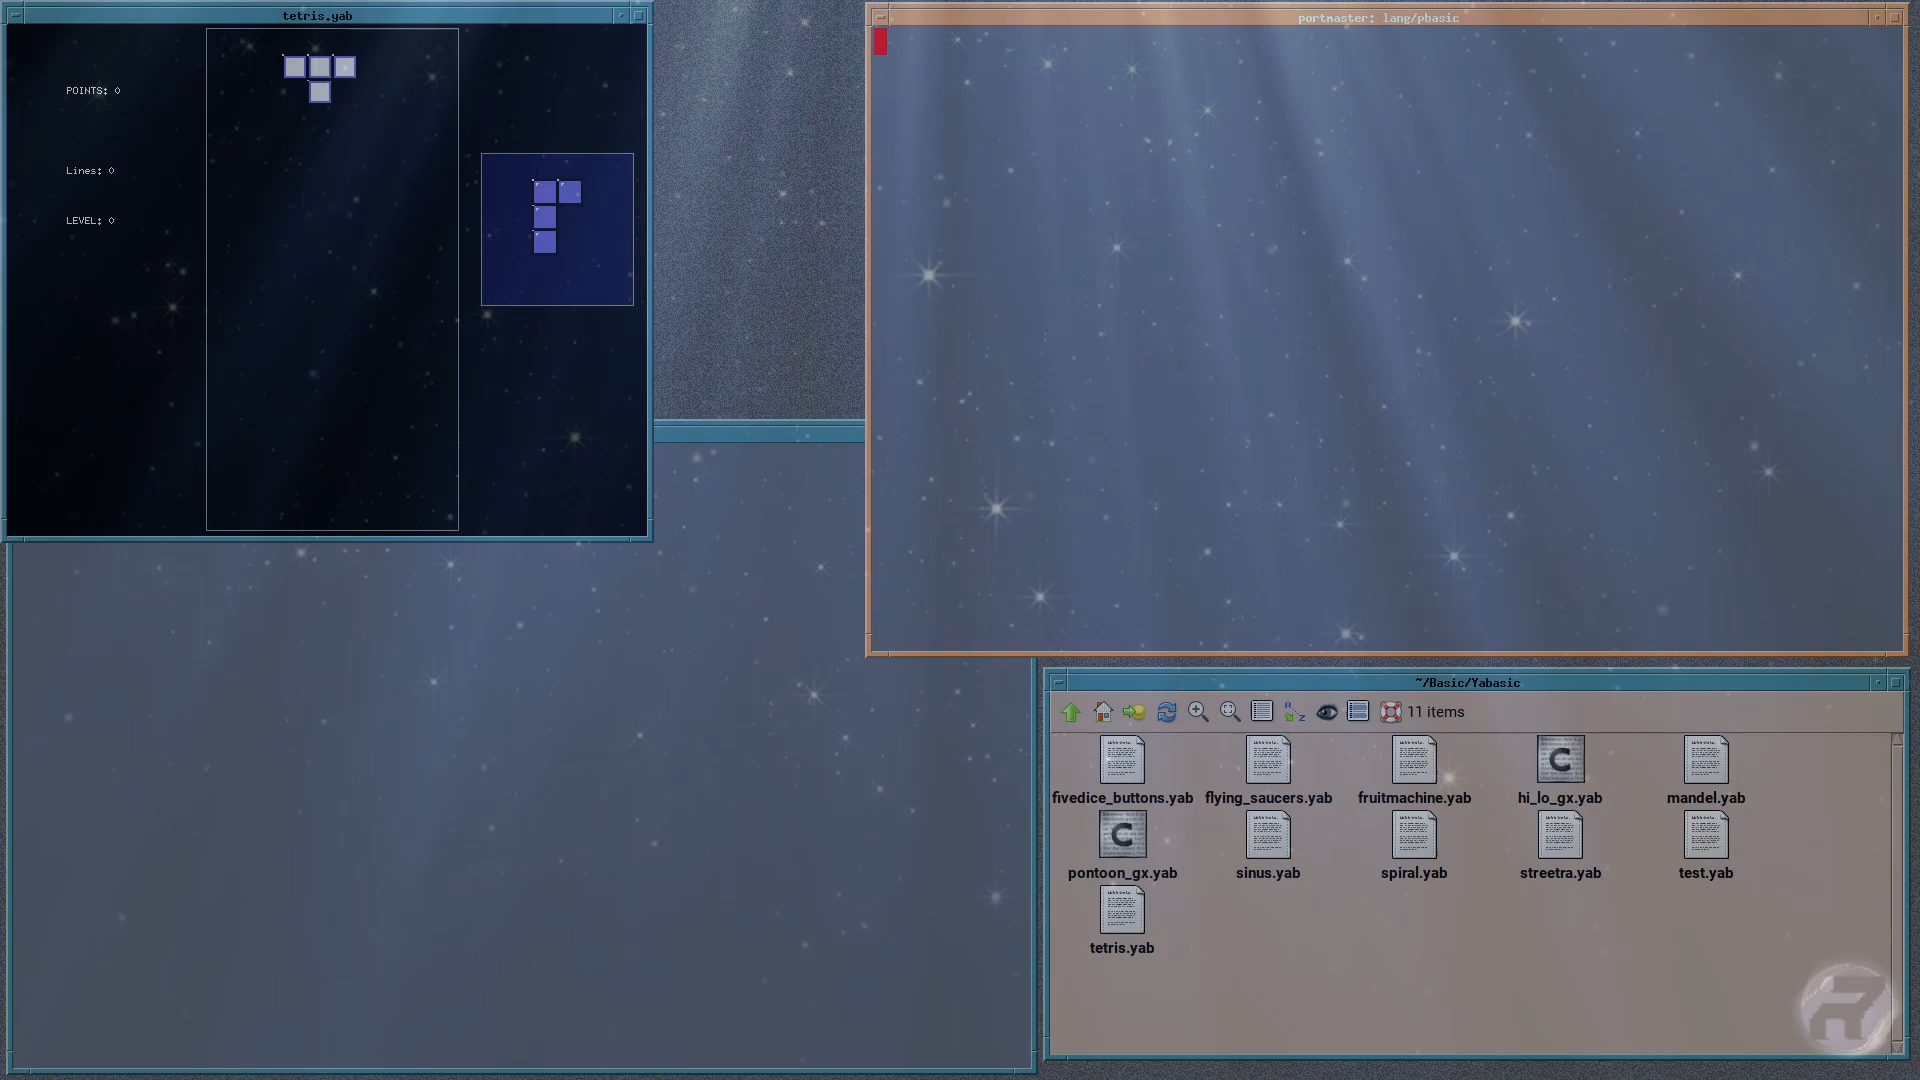 tetris.yab
POINTS: 0
Lines: 0
LEVEL: 0
portmaster: lang/pbasic
~/Basic/Yabasic
11 items
fivedice_buttons.yab
flying_saucers.yab
fruitmachine.yab
hi_lo_gx.yab
mandel.yab
pontoon_gx.yab
sinus.yab
spiral.yab
streetra.yab
test.yab
tetris.yab